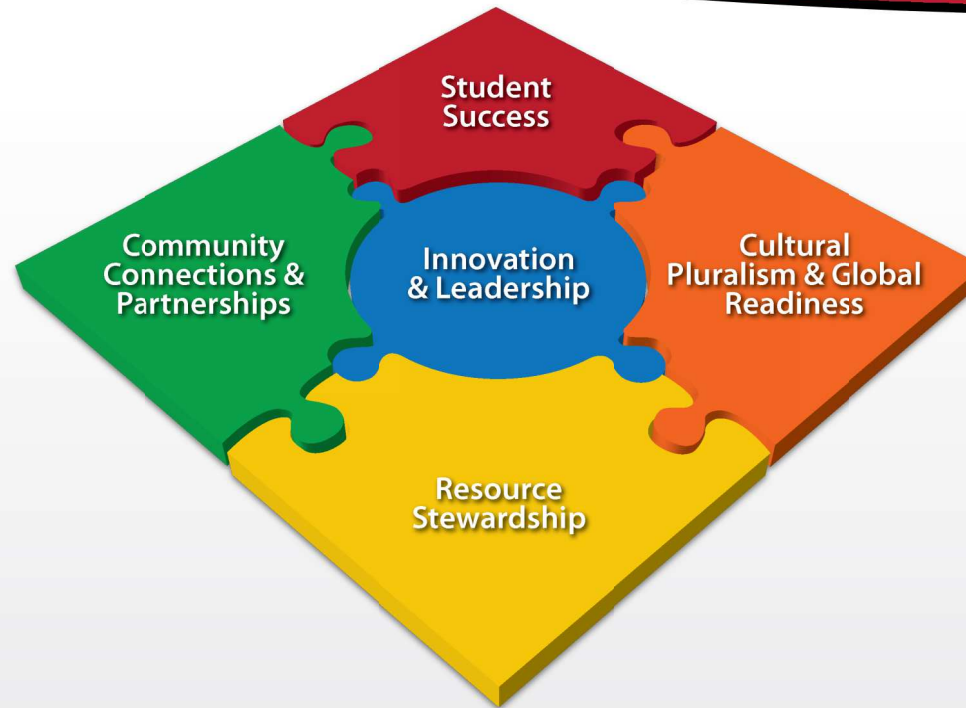 Student
Success
Community
Connections &
Partnerships
Innovation
& Leadership
Cultural
Pluralism & Global
Readiness
Resource
Stewardship